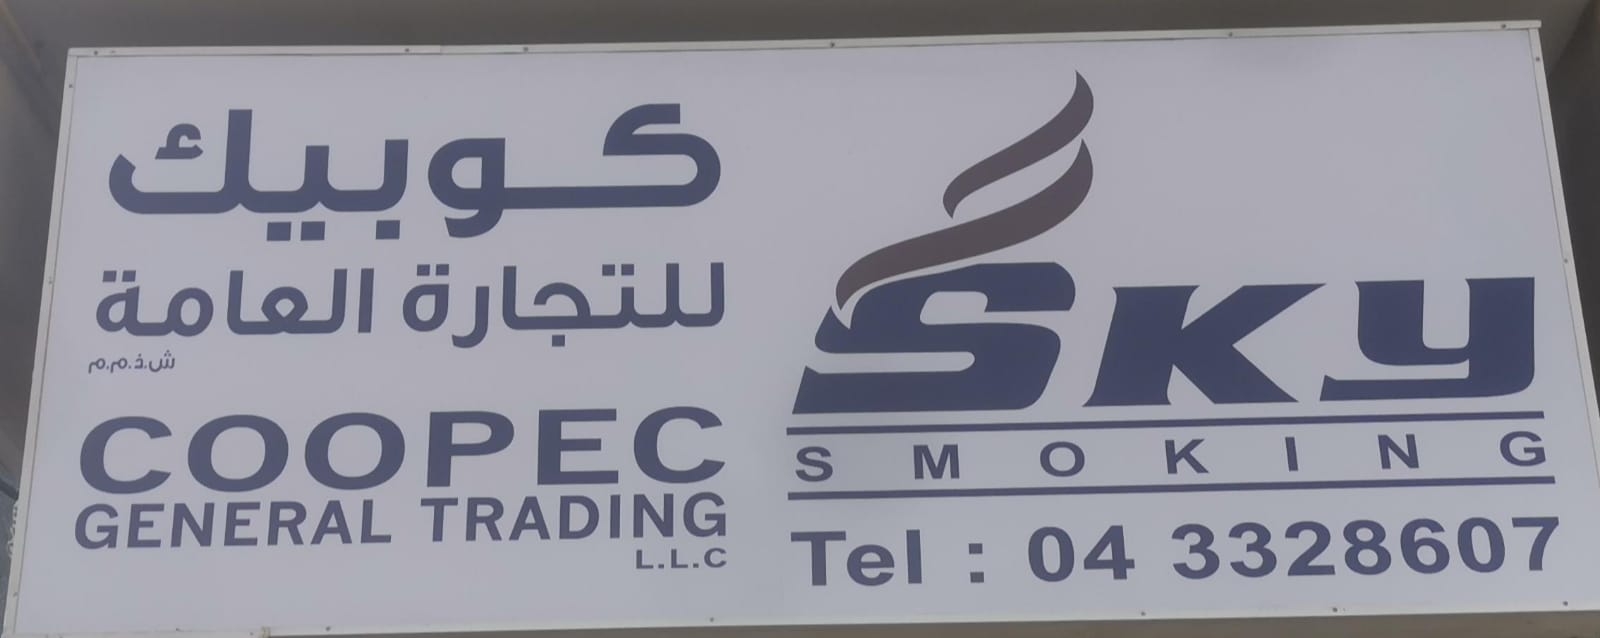 كوبيك
للتجارة العامة
ش.ذ.م.م
COOPEC
GENERAL TRADING
L.L.C
SKY
SMOKING
Tel : 04 3328607